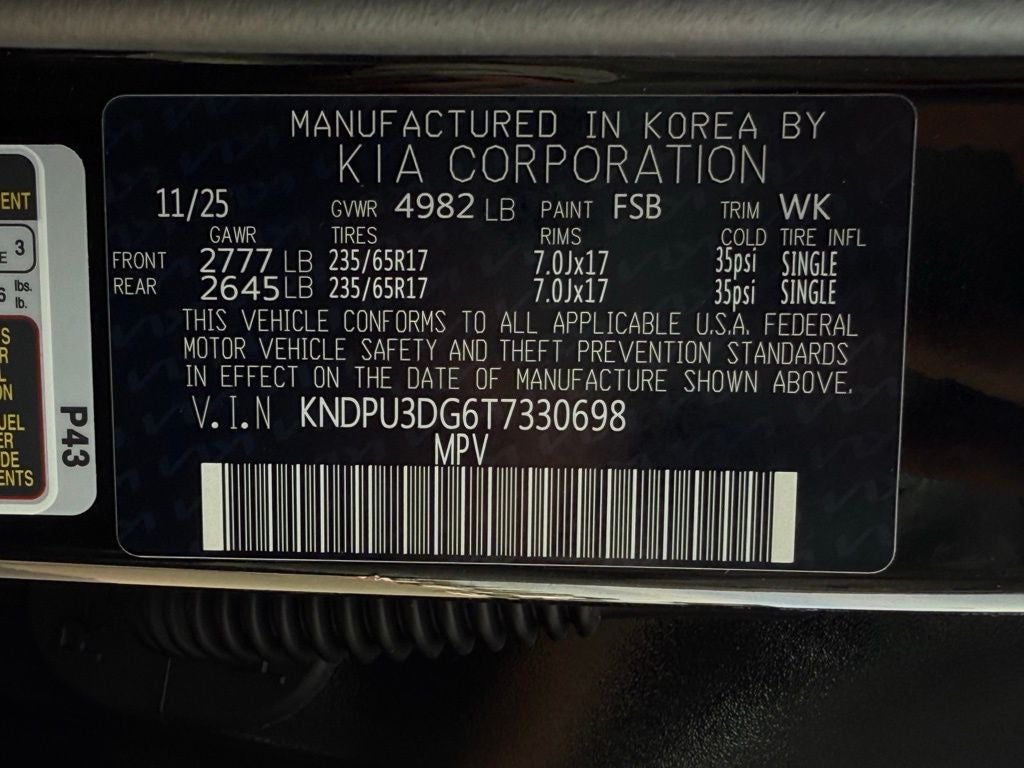 MANUFACTURED IN KOREA BY
KIA CORPORATION
11/25 GVWR 4982 LB PAINT FSB TRIM WK
GAWR TIRES RIMS COLD TIRE INFL
FRONT 2777 LB 235/65R17 7.0Jx17 35psi SINGLE
REAR 2645 LB 235/65R17 7.0Jx17 35psi SINGLE
THIS VEHICLE CONFORMS TO ALL APPLICABLE U.S.A. FEDERAL
MOTOR VEHICLE SAFETY AND THEFT PREVENTION STANDARDS
IN EFFECT ON THE DATE OF MANUFACTURE SHOWN ABOVE.
V.I.N KNDPU3DG6T7330698
MPV
3
lbs.
lb.
P43